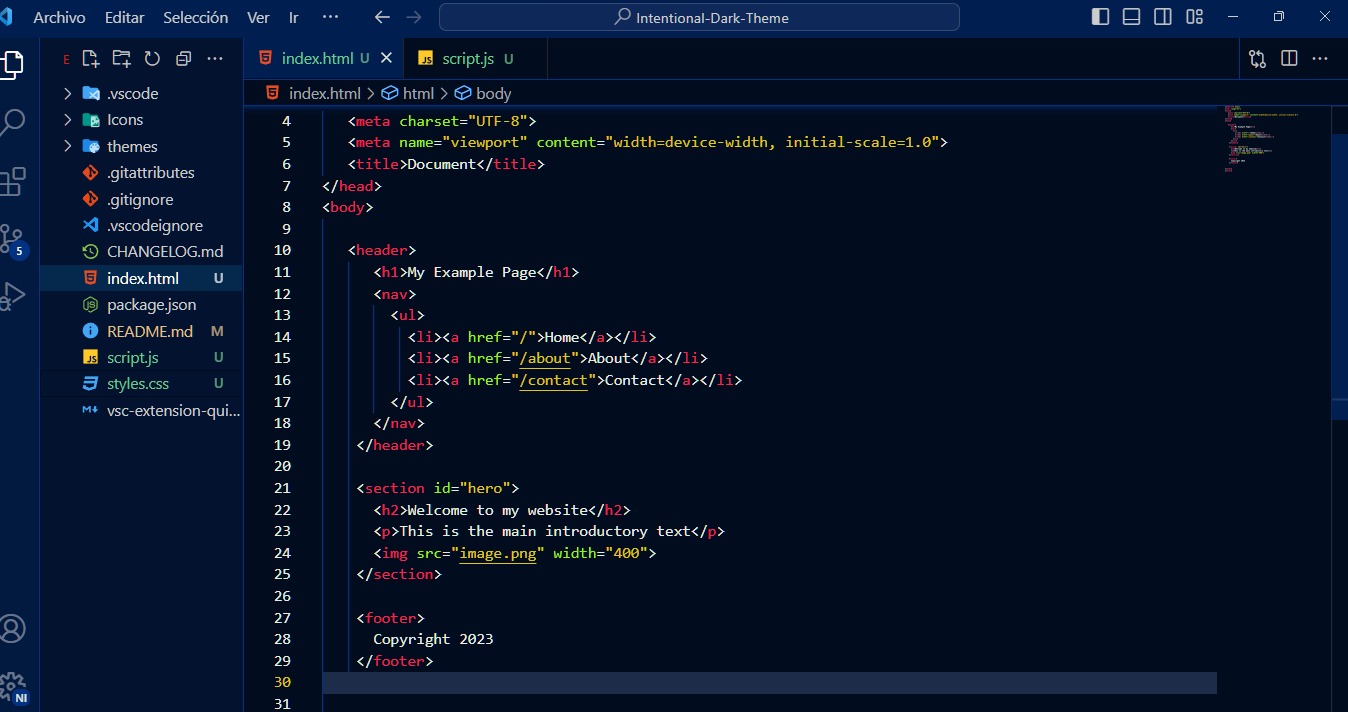 Archivo Editar Selección Ver Ir ··· Intentional-Dark-Theme
E
index.html U
JS script.js U
index.html > html > body
.vscode
Icons
themes
.gitattributes
.gitignore
.vscodeignore
CHANGELOG.md
index.html U
package.json
README.md M
JS script.js U
styles.css U
vsc-extension-qui...
5
NI
4 <meta charset="UTF-8">
5 <meta name="viewport" content="width=device-width, initial-scale=1.0">
6 <title>Document</title>
7 </head>
8 <body>
9
10 <header>
11 <h1>My Example Page</h1>
12 <nav>
13 <ul>
14 <li><a href="/">Home</a></li>
15 <li><a href="/about">About</a></li>
16 <li><a href="/contact">Contact</a></li>
17 </ul>
18 </nav>
19 </header>
20
21 <section id="hero">
22 <h2>Welcome to my website</h2>
23 <p>This is the main introductory text</p>
24 <img src="image.png" width="400">
25 </section>
26
27 <footer>
28 Copyright 2023
29 </footer>
30
31